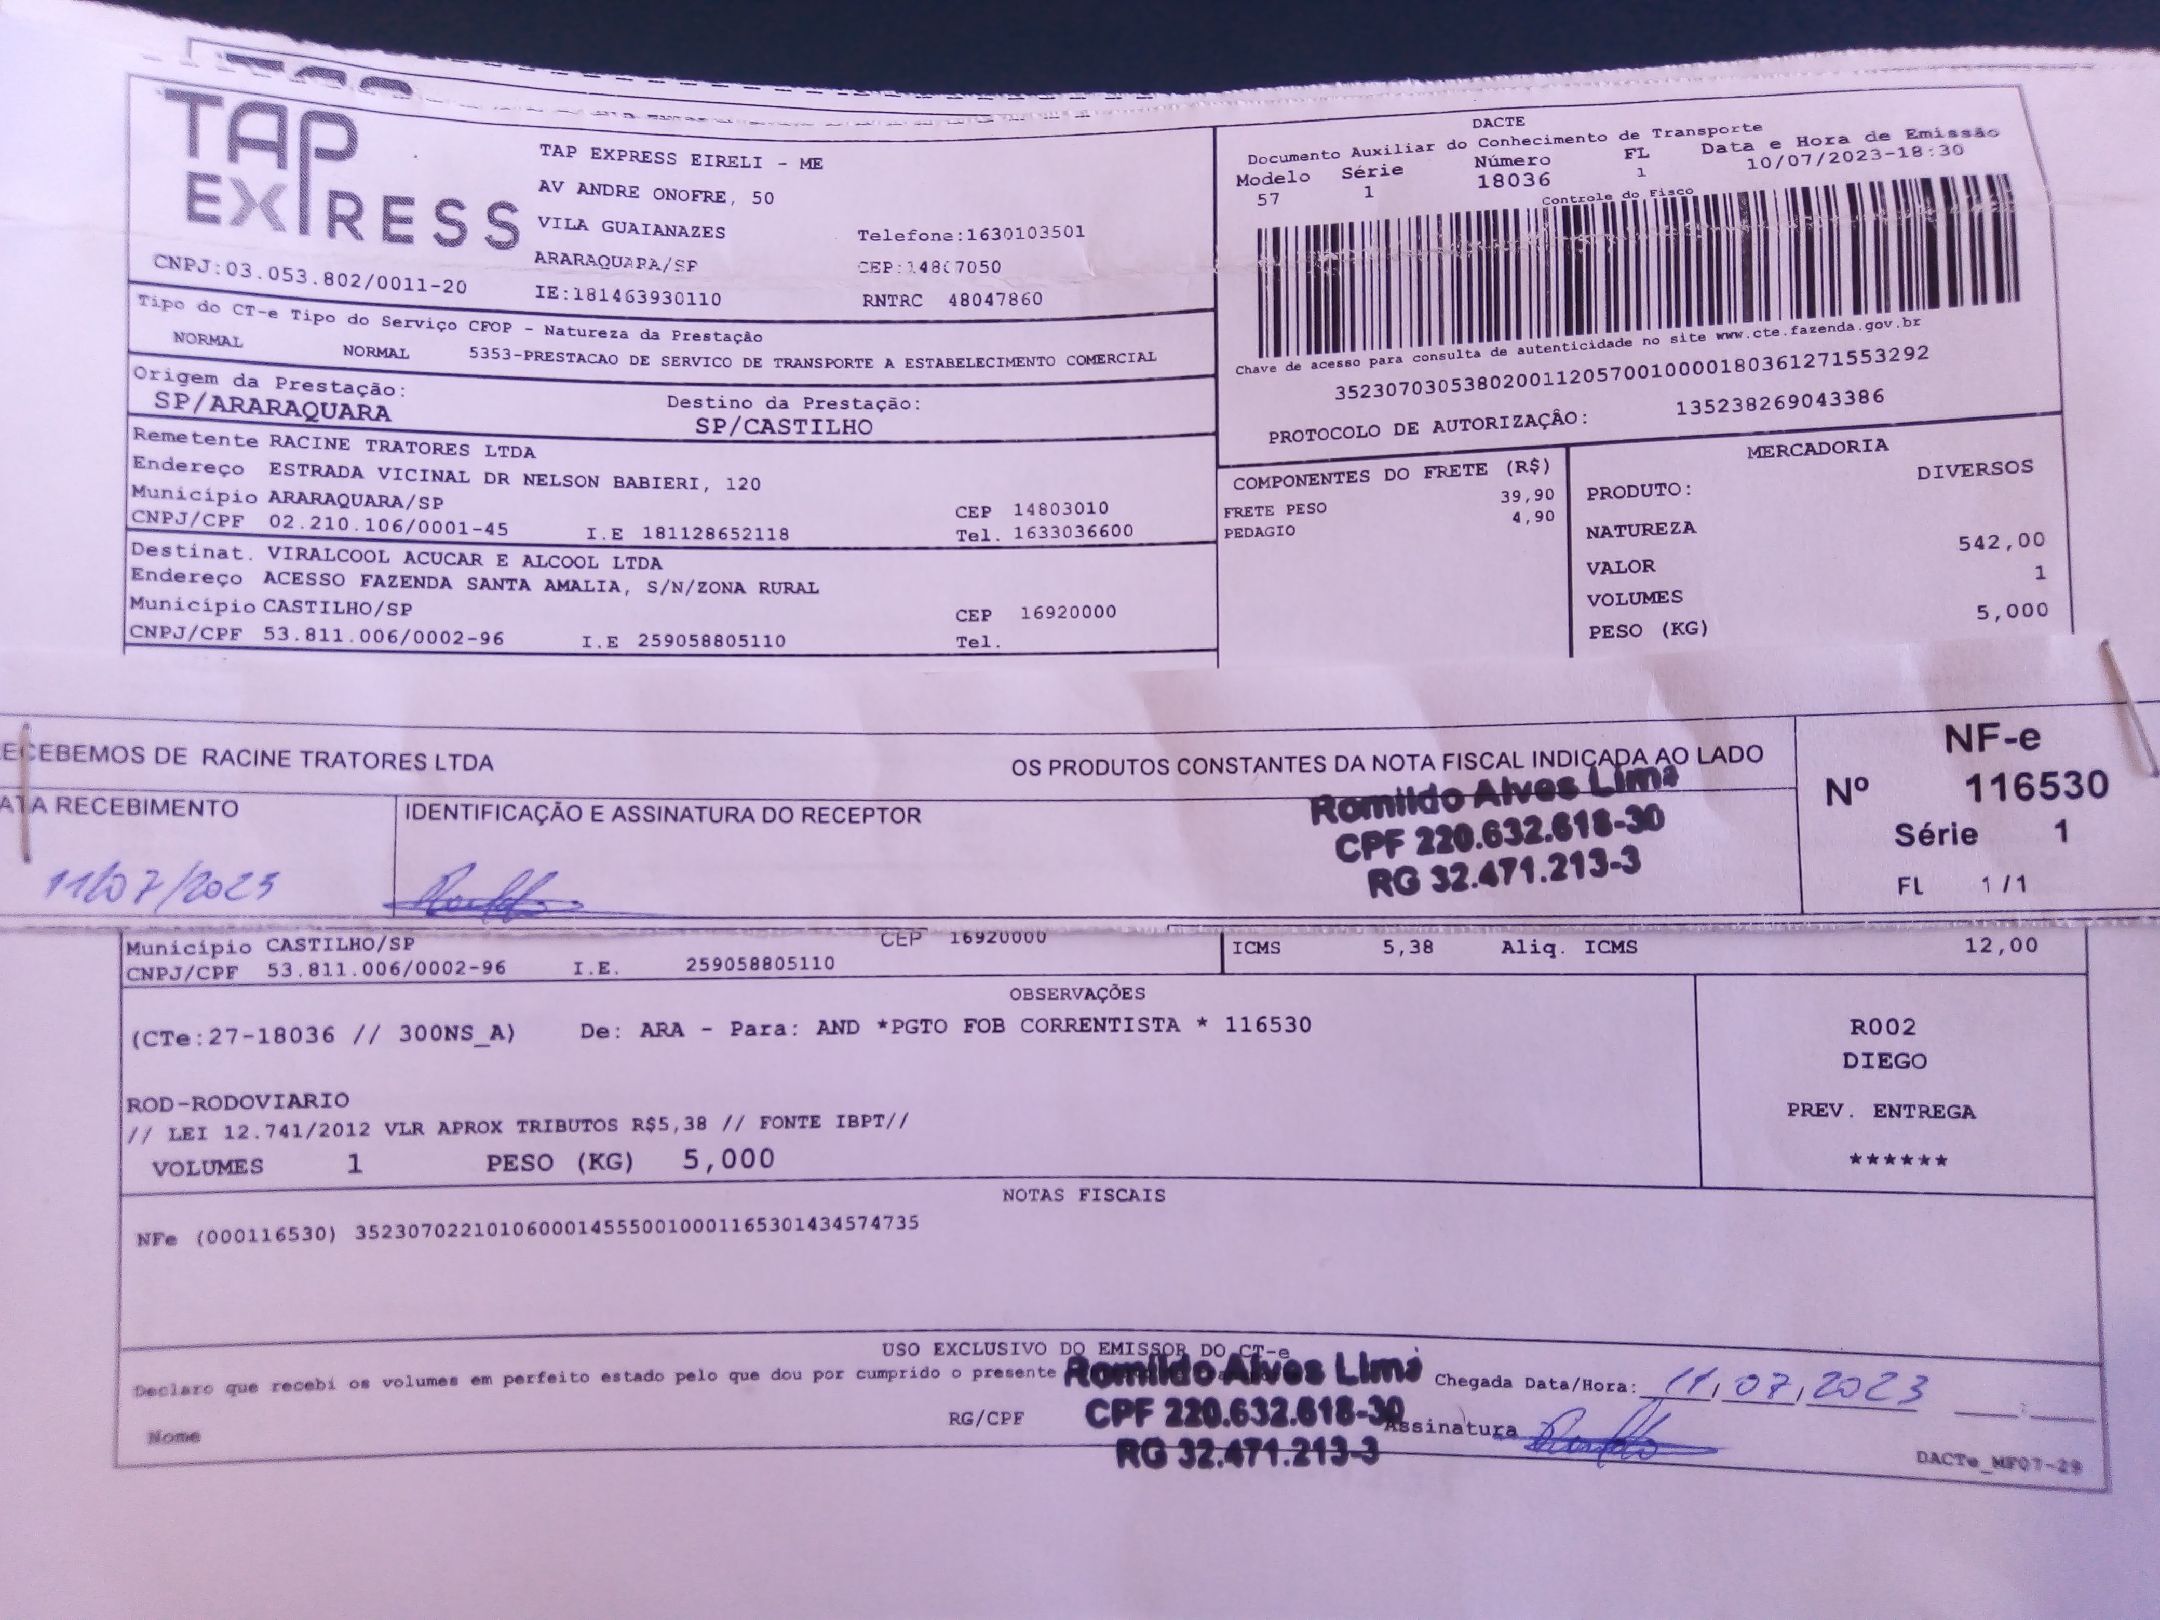 TAP
EXPRESS
TAP EXPRESS EIRELI - ME
AV ANDRE ONOFRE, 50
VILA GUAIANAZES
Telefone:1630103501
ARARAQUARA/SP
CEP:14807050
CNPJ:03.053.802/0011-20
IE:181463930110
RNTRC 48047860
DACTE
Documento Auxiliar do Conhecimento de Transporte
Modelo Série Número FL Data e Hora de Emissão
57 1 18036 1 10/07/2023-18:30
Controle do Fisco
Chave de acesso para consulta de autenticidade no site www.cte.fazenda.gov.br
35230703053802001120570010000180361271553292
PROTOCOLO DE AUTORIZAÇÂO: 135238269043386
Tipo do CT-e Tipo do Serviço CFOP - Natureza da Prestação
NORMAL NORMAL 5353-PRESTACAO DE SERVICO DE TRANSPORTE A ESTABELECIMENTO COMERCIAL
Origem da Prestação:
SP/ARARAQUARA
Destino da Prestação:
SP/CASTILHO
Remetente RACINE TRATORES LTDA
Endereço ESTRADA VICINAL DR NELSON BABIERI, 120
Município ARARAQUARA/SP CEP 14803010
CNPJ/CPF 02.210.106/0001-45 I.E 181128652118 Tel. 1633036600
Destinat. VIRALCOOL ACUCAR E ALCOOL LTDA
Endereço ACESSO FAZENDA SANTA AMALIA, S/N/ZONA RURAL
Município CASTILHO/SP CEP 16920000
CNPJ/CPF 53.811.006/0002-96 I.E 259058805110 Tel.
COMPONENTES DO FRETE (R$)
FRETE PESO 39,90
PEDAGIO 4,90
MERCADORIA
PRODUTO: DIVERSOS
NATUREZA
VALOR 542,00
VOLUMES 1
PESO (KG) 5,000
ECEBEMOS DE RACINE TRATORES LTDA OS PRODUTOS CONSTANTES DA NOTA FISCAL INDICADA AO LADO
ATA RECEBIMENTO
11/07/2023
IDENTIFICAÇÃO E ASSINATURA DO RECEPTOR
Romildo Alves Lima
CPF 220.632.618-30
RG 32.471.213-3
NF-e
Nº 116530
Série 1
FL 1 /1
Município CASTILHO/SP CEP 16920000
CNPJ/CPF 53.811.006/0002-96 I.E. 259058805110
ICMS 5,38 Aliq. ICMS 12,00
OBSERVAÇÕES
(CTe:27-18036 // 300NS_A) De: ARA - Para: AND *PGTO FOB CORRENTISTA * 116530
ROD-RODOVIARIO
// LEI 12.741/2012 VLR APROX TRIBUTOS R$5,38 // FONTE IBPT//
VOLUMES 1 PESO (KG) 5,000
R002
DIEGO
PREV. ENTREGA
******
NOTAS FISCAIS
NFe (000116530) 35230702210106000145550010001165301434574735
USO EXCLUSIVO DO EMISSOR DO CT-e
Declaro que recebi os volumes em perfeito estado pelo que dou por cumprido o presente
Romildo Alves Lima
CPF 220.632.618-30
RG 32.471.213-3
Chegada Data/Hora: 11,07,2023
Nome RG/CPF Assinatura
DACTe_MF07-28